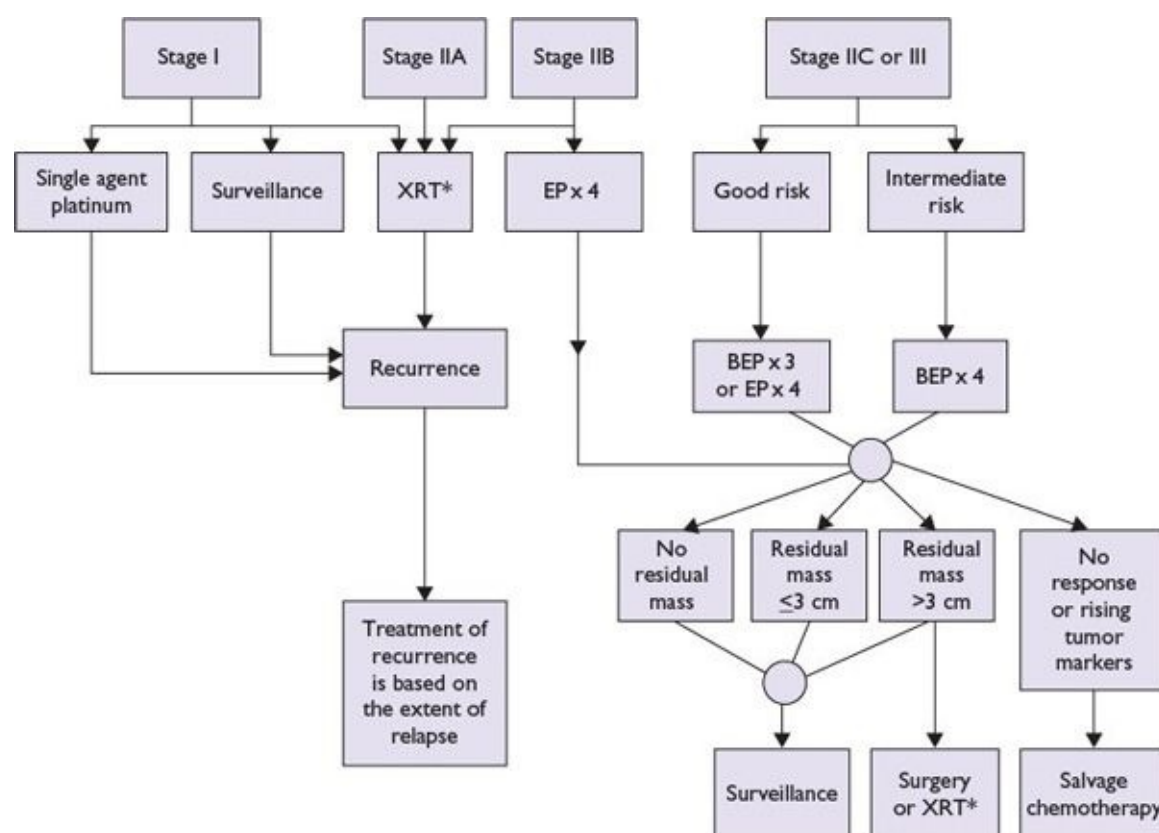 Stage I
Stage IIA
Stage IIB
Stage IIC or III
Single agent
platinum
Surveillance
XRT*
EP x 4
Good risk
Intermediate
risk
Recurrence
BEP x 3
or EP x 4
BEP x 4
No
residual
mass
Residual
mass
≤3 cm
Residual
mass
>3 cm
No
response
or rising
tumor
markers
Treatment of
recurrence
is based on
the extent of
relapse
Surveillance
Surgery
or XRT*
Salvage
chemotherapy